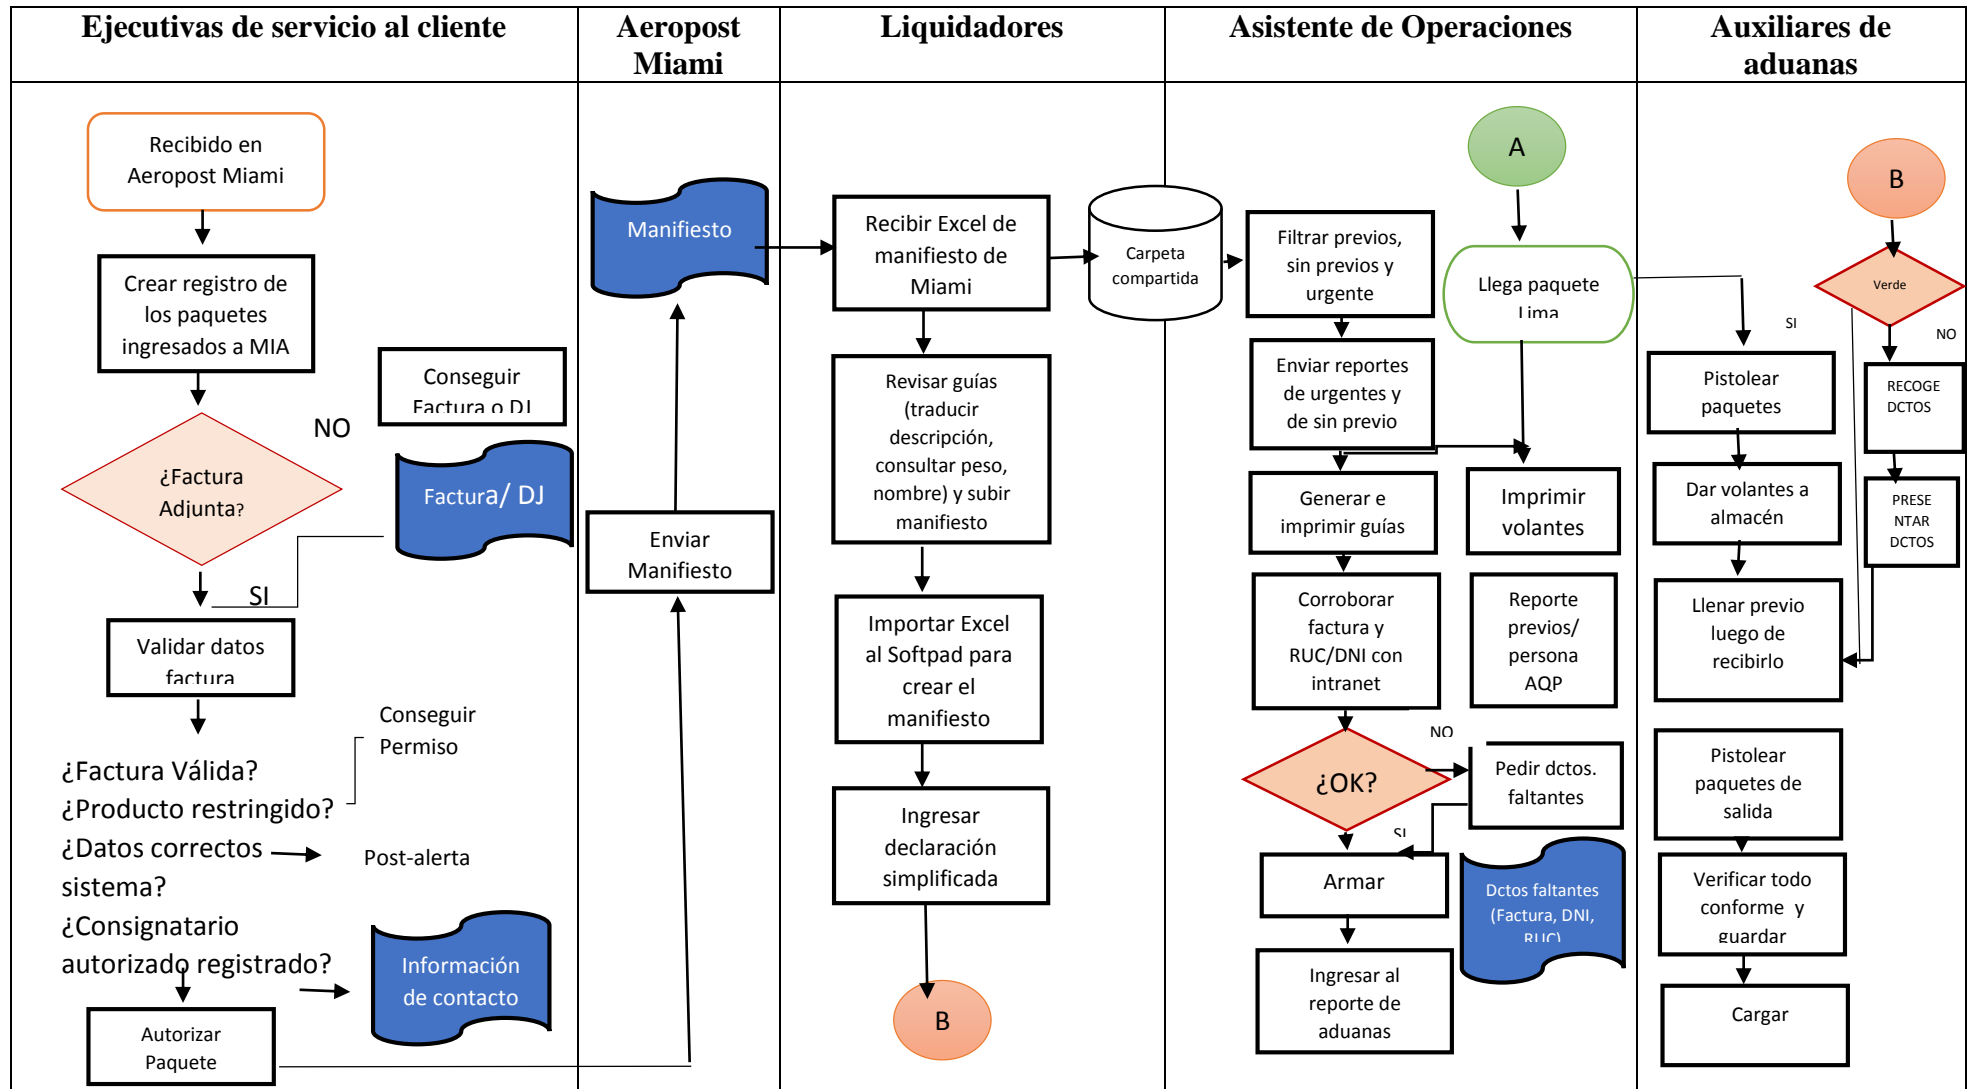 Ejecutivas de servicio al cliente
Aeropost
Miami
Liquidadores
Asistente de Operaciones
Auxiliares de
aduanas
Recibido en
Aeropost Miami
Crear registro de
los paquetes
ingresados a MIA
Conseguir
Factura o DJ
NO
¿Factura
Adjunta?
Factura/ DJ
SI
Validar datos
factura
Conseguir
Permiso
¿Factura Válida?
¿Producto restringido?
¿Datos correctos
sistema?
Post-alerta
¿Consignatario
autorizado registrado?
Información
de contacto
Autorizar
Paquete
Manifiesto
Enviar
Manifiesto
Recibir Excel de
manifiesto de
Miami
Carpeta
compartida
Revisar guías
(traducir
descripción,
consultar peso,
nombre) y subir
manifiesto
Importar Excel
al Softpad para
crear el
manifiesto
Ingresar
declaración
simplificada
B
A
Filtrar previos,
sin previos y
urgente
Llega paquete
Lima
Enviar reportes
de urgentes y
de sin previo
Generar e
imprimir guías
Imprimir
volantes
Corroborar
factura y
RUC/DNI con
intranet
Reporte
previos/
persona
AQP
NO
¿OK?
Pedir dctos.
faltantes
SI
Armar
Dctos faltantes
(Factura, DNI,
RUC)
Ingresar al
reporte de
aduanas
B
Verde
SI
NO
Pistolear
paquetes
RECOGE
DCTOS
Dar volantes a
almacén
PRESE
NTAR
DCTOS
Llenar previo
luego de
recibirlo
Pistolear
paquetes de
salida
Verificar todo
conforme y
guardar
Cargar